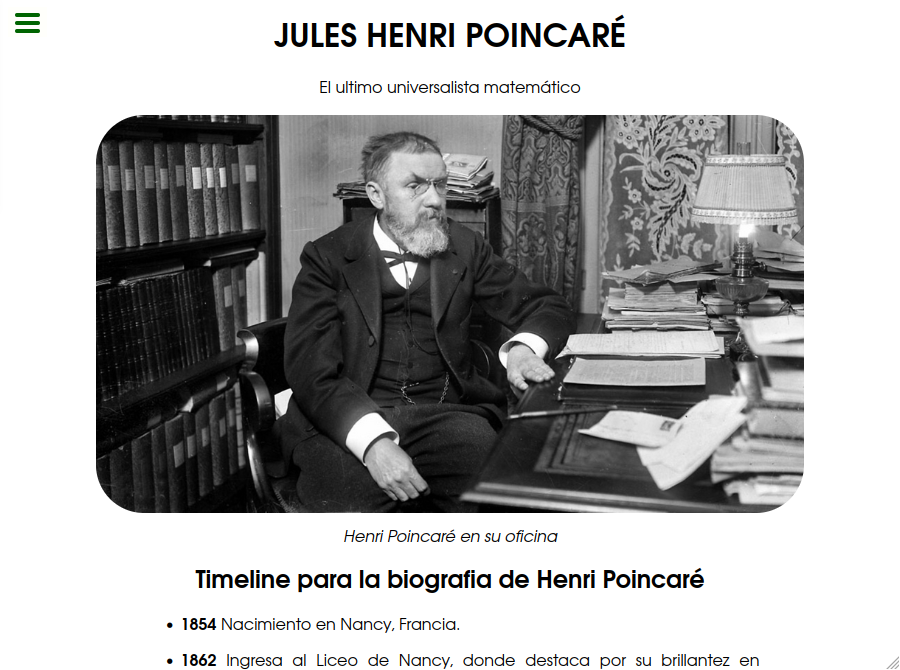 JULES HENRI POINCARÉ
El ultimo universalista matemático
Henri Poincaré en su oficina
Timeline para la biografia de Henri Poincaré
• 1854 Nacimiento en Nancy, Francia.
• 1862 Ingresa al Liceo de Nancy, donde destaca por su brillantez en